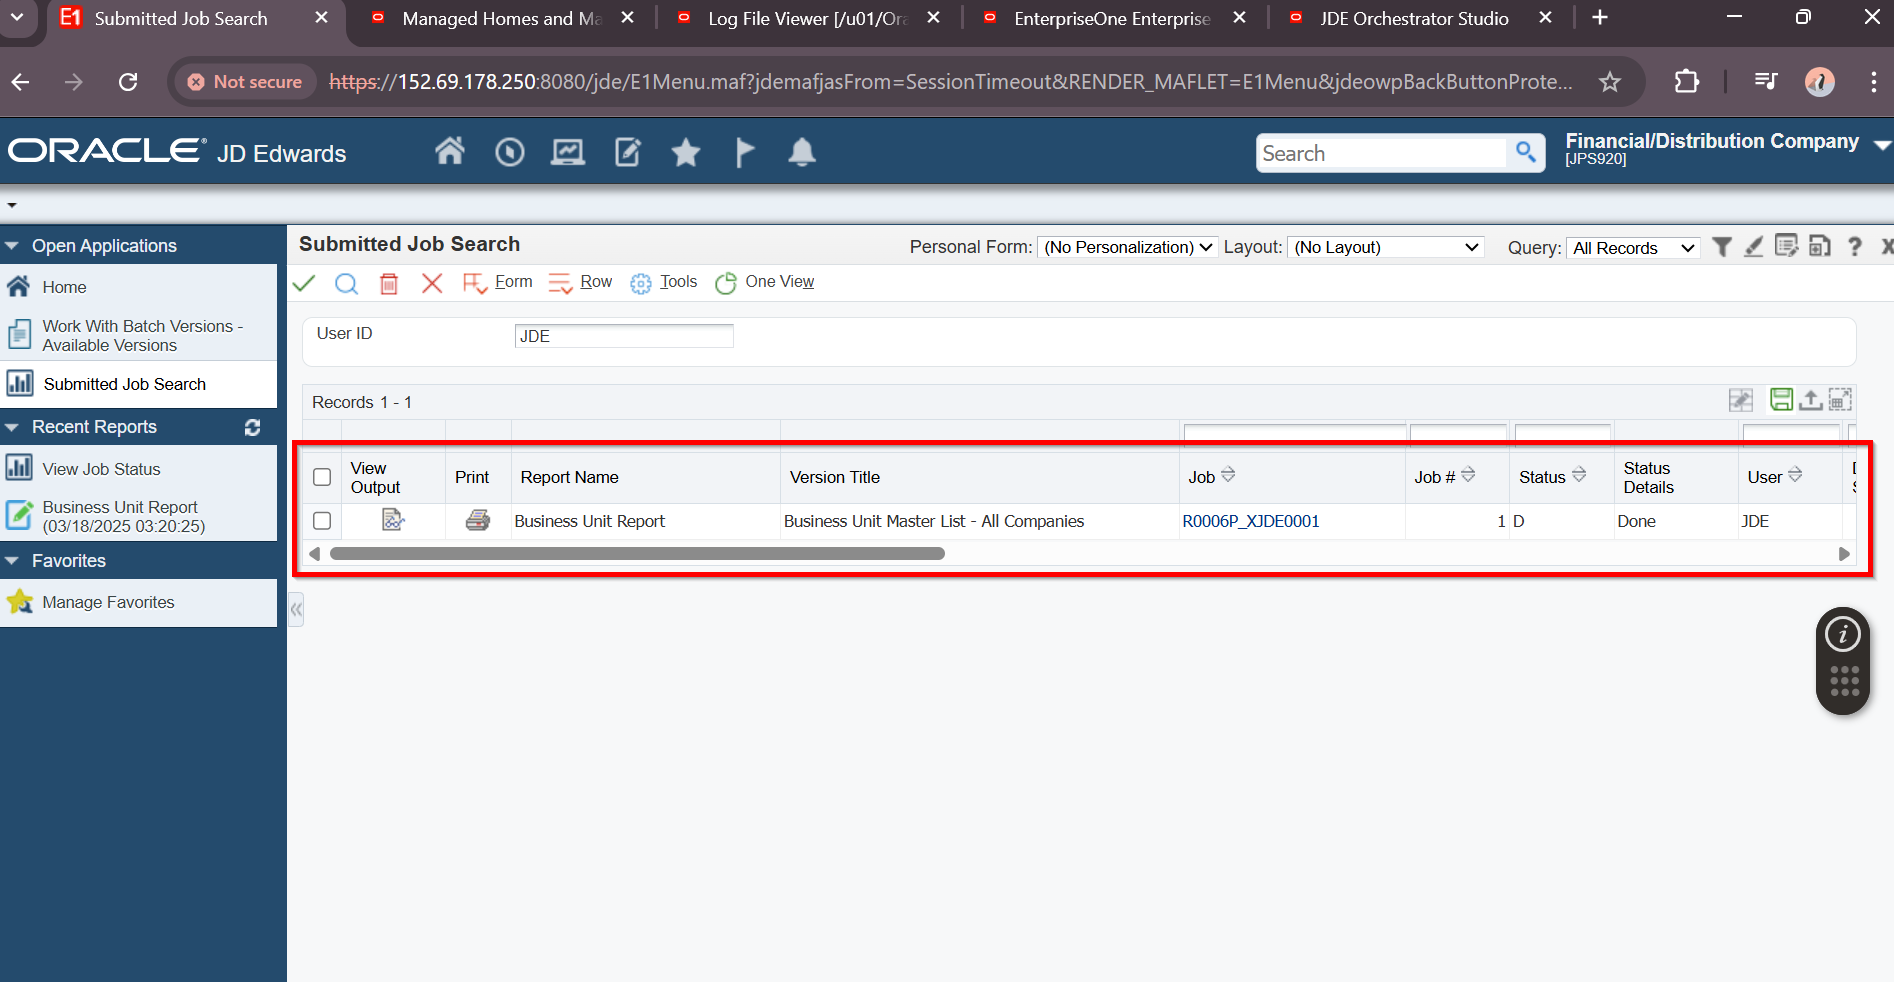 Submitted Job Search
Managed Homes and Ma
Log File Viewer [/u01/Ora
EnterpriseOne Enterprise
JDE Orchestrator Studio
Not secure
https://152.69.178.250:8080/jde/E1Menu.maf?jdemafjasFrom=SessionTimeout&RENDER_MAFLET=E1Menu&jdeowpBackButtonProte...
ORACLE® JD Edwards
Search
Financial/Distribution Company
[JPS920]
Open Applications
Home
Work With Batch Versions -
Available Versions
Submitted Job Search
Recent Reports
View Job Status
Business Unit Report
(03/18/2025 03:20:25)
Favorites
Manage Favorites
Submitted Job Search
Personal Form: (No Personalization) Layout: (No Layout) Query: All Records
Form Row Tools One View
User ID JDE
Records 1 - 1
View Output Print Report Name Version Title Job Job # Status Status Details User
Business Unit Report Business Unit Master List - All Companies R0006P_XJDE0001 1 D Done JDE